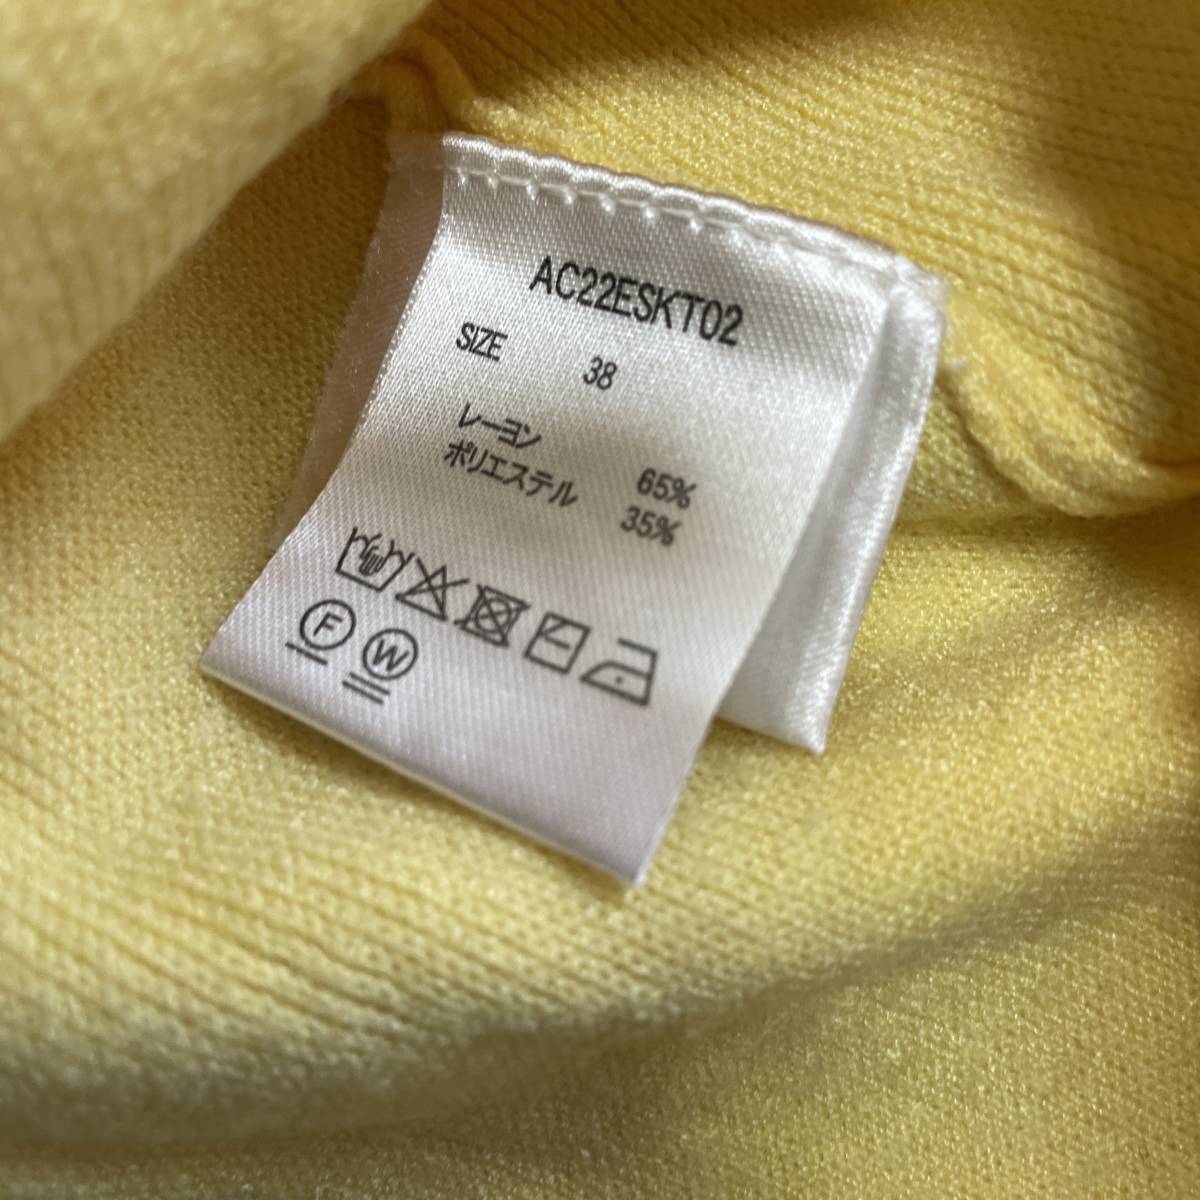 AC22ESKT02
SIZE 38
レーヨン 65%
ポリエステル 35%
F W